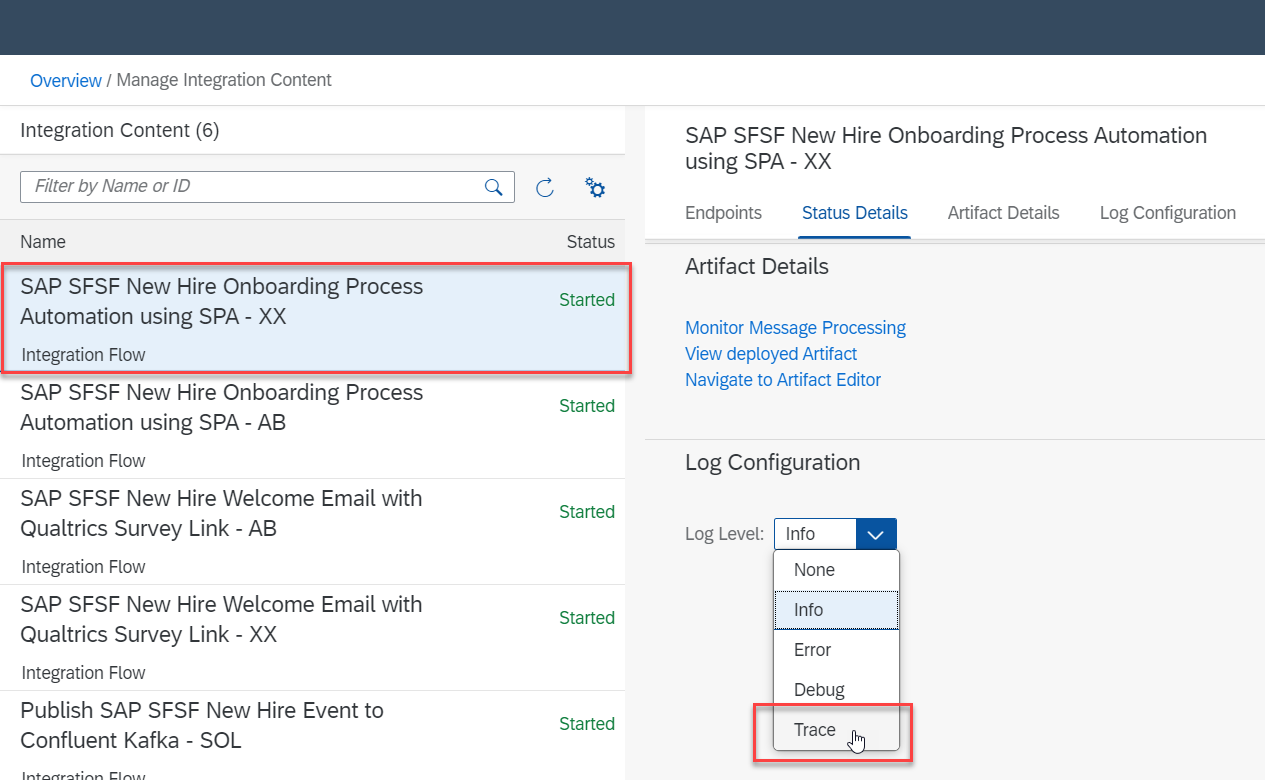 Overview / Manage Integration Content
Integration Content (6)
Filter by Name or ID
Name
Status
SAP SFSF New Hire Onboarding Process
Automation using SPA - XX
Started
Integration Flow
SAP SFSF New Hire Onboarding Process
Automation using SPA - AB
Started
Integration Flow
SAP SFSF New Hire Welcome Email with
Qualtrics Survey Link - AB
Started
Integration Flow
SAP SFSF New Hire Welcome Email with
Qualtrics Survey Link - XX
Started
Integration Flow
Publish SAP SFSF New Hire Event to
Confluent Kafka - SOL
Started
Integration Flow
SAP SFSF New Hire Onboarding Process Automation
using SPA - XX
Endpoints
Status Details
Artifact Details
Log Configuration
Artifact Details
Monitor Message Processing
View deployed Artifact
Navigate to Artifact Editor
Log Configuration
Log Level:
Info
None
Info
Error
Debug
Trace